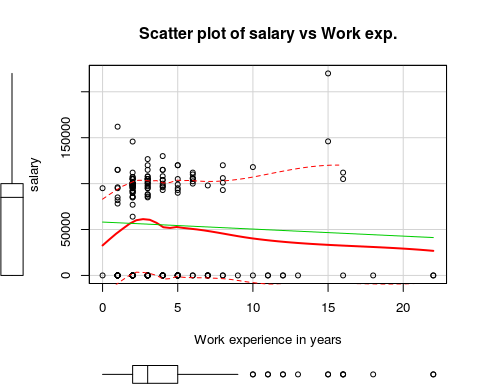 Scatter plot of salary vs Work exp.
salary
150000
50000
0
0 5 10 15 20
Work experience in years